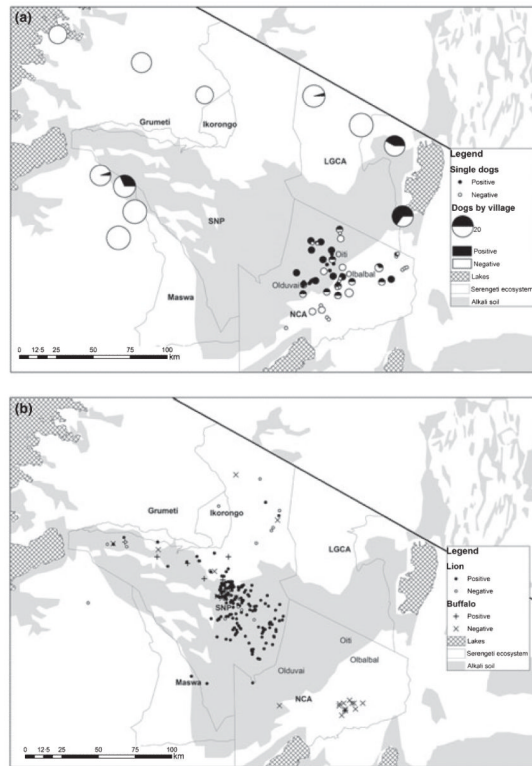 (a)
Grumeti
Ikorongo
LGCA
SNP
Oiti
Olbalbal
Olduvai
Maswa
NCA
0 12·5 25 50 75 100
km
Legend
Single dogs
Positive
Negative
Dogs by village
20
Positive
Negative
Lakes
Serengeti ecosystem
Alkali soil
(b)
Grumeti
Ikorongo
LGCA
SNP
Oiti
Olbalbal
Olduvai
Maswa
NCA
0 12·5 25 50 75 100
km
Legend
Lion
Positive
Negative
Buffalo
Positive
Negative
Lakes
Serengeti ecosystem
Alkali soil